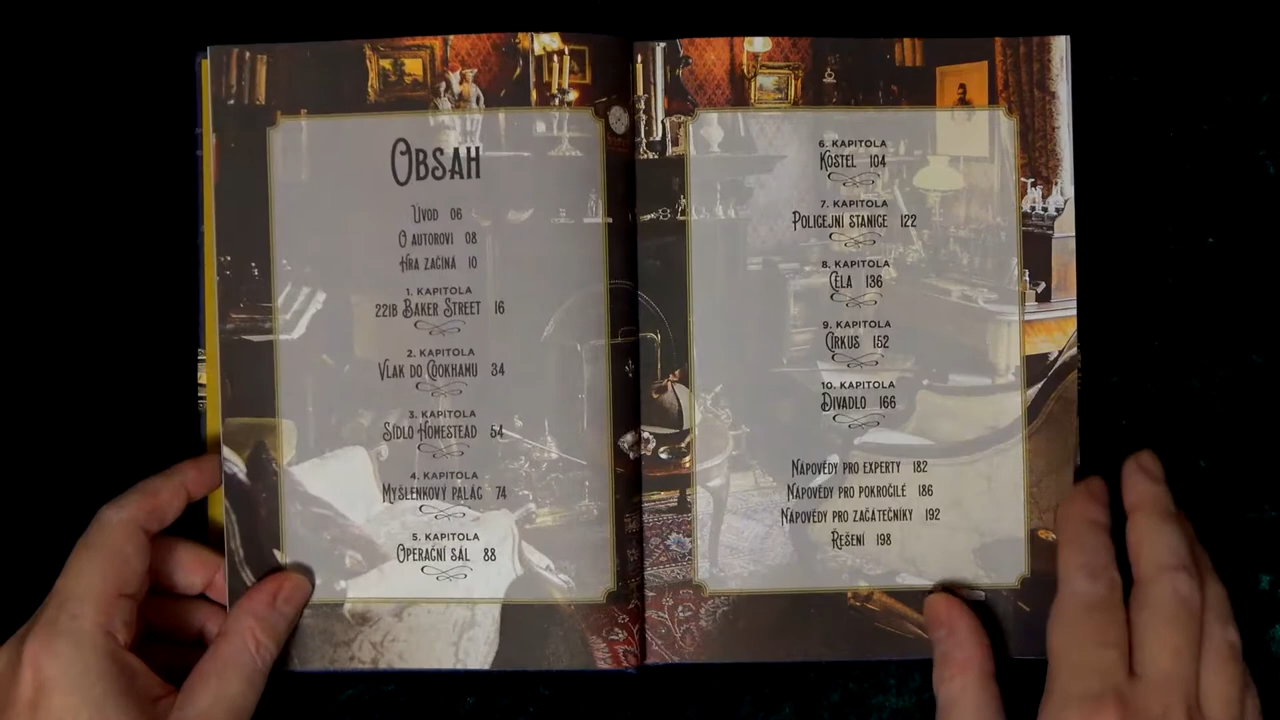 Obsah
Úvod 06
O autorovi 08
Hra začíná 10
1. KAPITOLA
221B Baker Street 16
2. KAPITOLA
Vlak do Cookhamu 34
3. KAPITOLA
Sídlo Homestead 54
4. KAPITOLA
Myšlenkový palác 74
5. KAPITOLA
Operační sál 88
6. KAPITOLA
Kostel 104
7. KAPITOLA
Policejní stanice 122
8. KAPITOLA
Cela 136
9. KAPITOLA
Cirkus 152
10. KAPITOLA
Divadlo 166
Nápovědy pro experty 182
Nápovědy pro pokročilé 186
Nápovědy pro začátečníky 192
Řešení 198